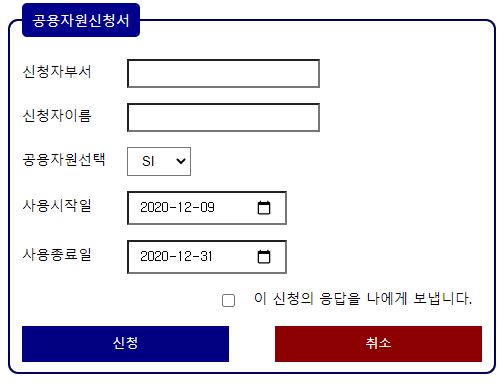 공용자원신청서
신청자부서
신청자이름
공용자원선택 SI
사용시작일 2020-12-09
사용종료일 2020-12-31
이 신청의 응답을 나에게 보냅니다.
신청 취소